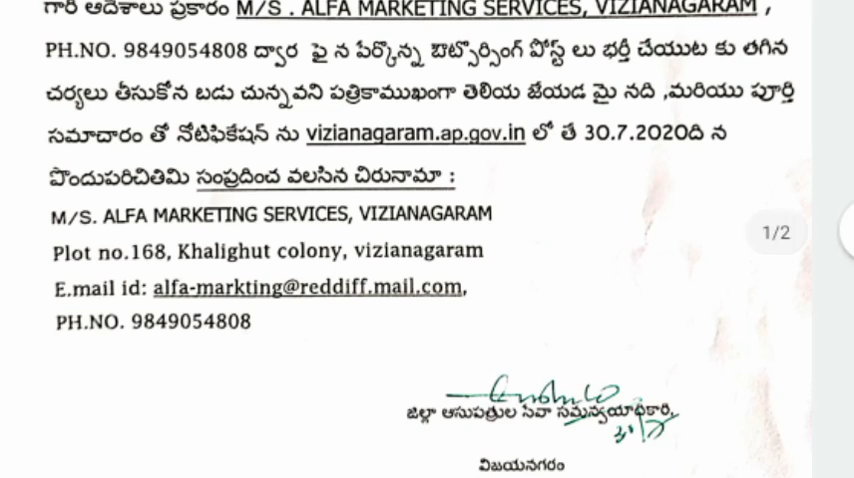 గారి ఆదేశాలు ప్రకారం M/S . ALFA MARKETING SERVICES, VIZIANAGARAM ,
PH.NO. 9849054808 ద్వార పై న పేర్కొన్న ఔట్సోర్సింగ్ పోస్ట్ లు భర్తీ చేయుట కు తగిన
చర్యలు తీసుకోన బడు చున్నవని పత్రికాముఖంగా తెలియ జేయడ మై నది ,మరియు పూర్తి
సమాచారం తో నోటిఫికేషన్ ను vizianagaram.ap.gov.in లో తే 30.7.2020ది న
పొందుపరిచితిమి సంప్రదించ వలసిన చిరునామా :
M/S. ALFA MARKETING SERVICES, VIZIANAGARAM
Plot no.168, Khalighut colony, vizianagaram
1/2
E.mail id: alfa-markting@reddiff.mail.com,
PH.NO. 9849054808
జిల్లా ఆసుపత్రుల సేవా సమన్వయాధికారి,
విజయనగరం